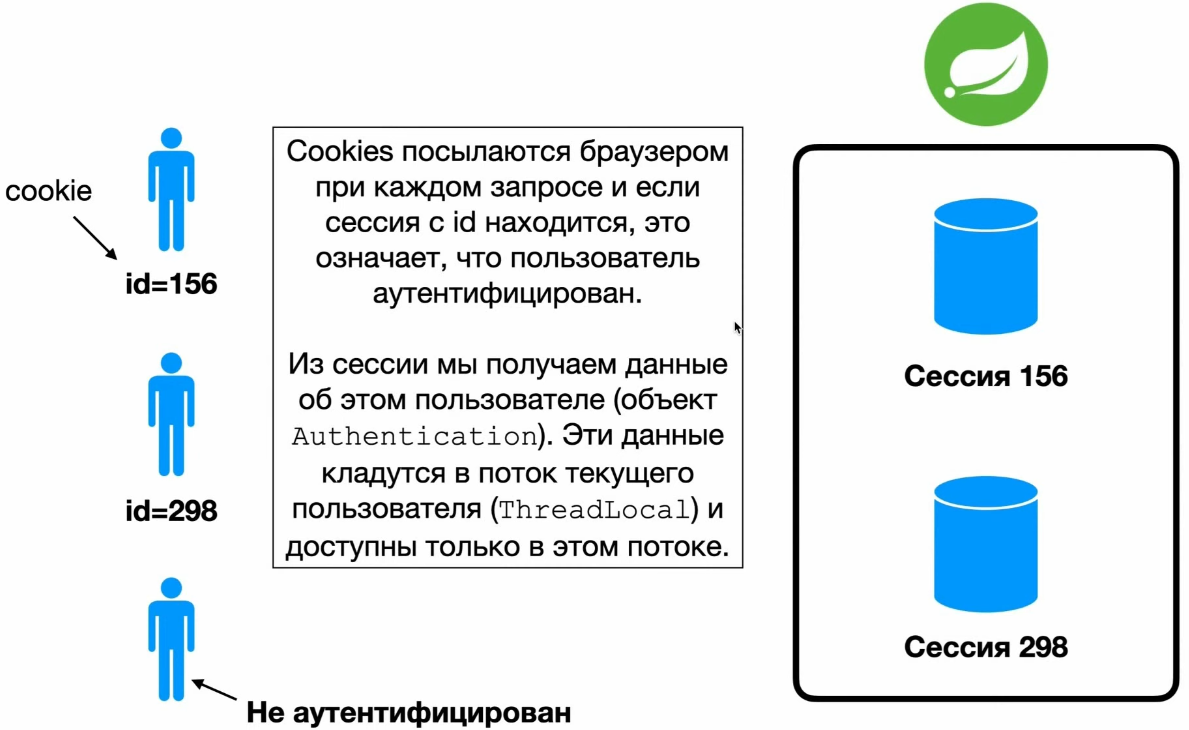 cookie
id=156
id=298
Не аутентифицирован
Cookies посылаются браузером
при каждом запросе и если
сессия с id находится, это
означает, что пользователь
аутентифицирован.
Из сессии мы получаем данные
об этом пользователе (объект
Authentication). Эти данные
кладутся в поток текущего
пользователя (ThreadLocal) и
доступны только в этом потоке.
Сессия 156
Сессия 298